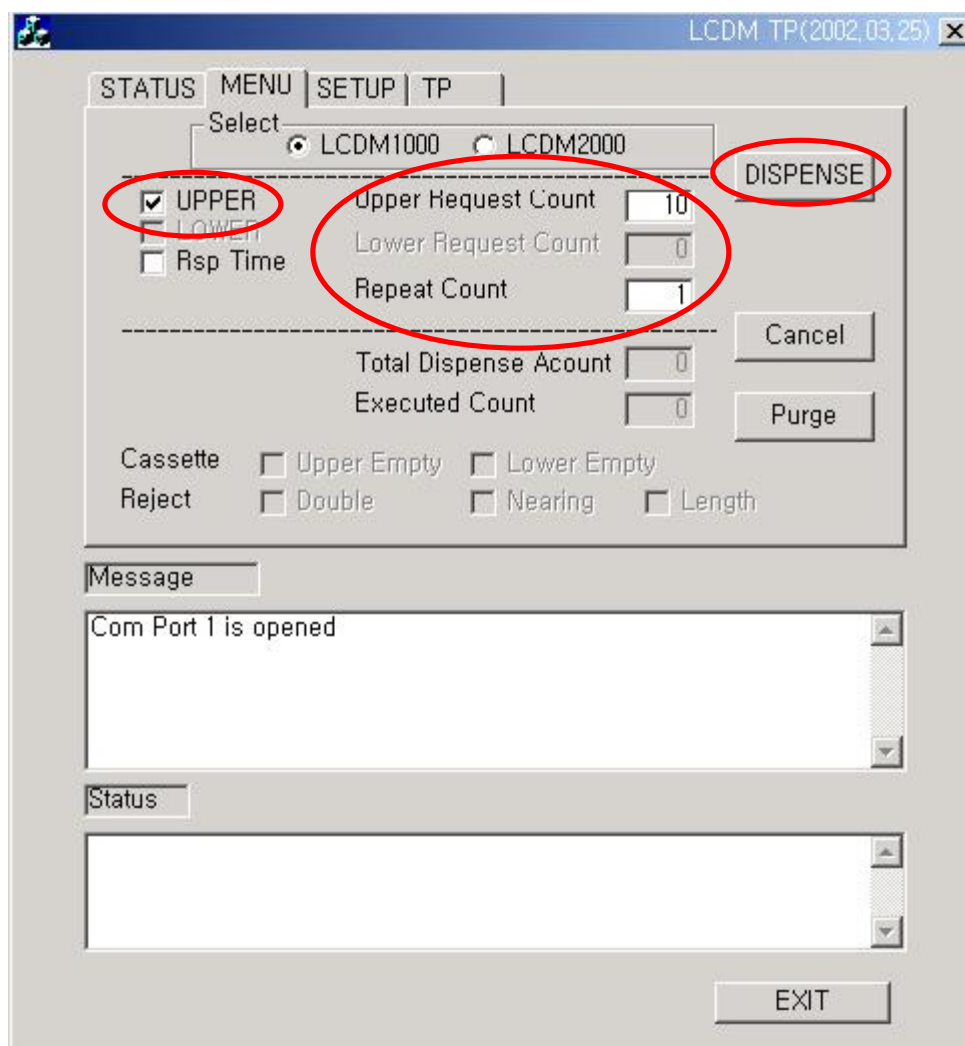 LCDM TP(2002,03,25)
STATUS MENU SETUP TP
Select
LCDM1000 LCDM2000
DISPENSE
UPPER Upper Request Count 10
LOWER Lower Request Count 0
Rsp Time Repeat Count 1
Cancel
Total Dispense Acount 0
Executed Count 0
Purge
Cassette Upper Empty Lower Empty
Reject Double Nearing Length
Message
Com Port 1 is opened
Status
EXIT